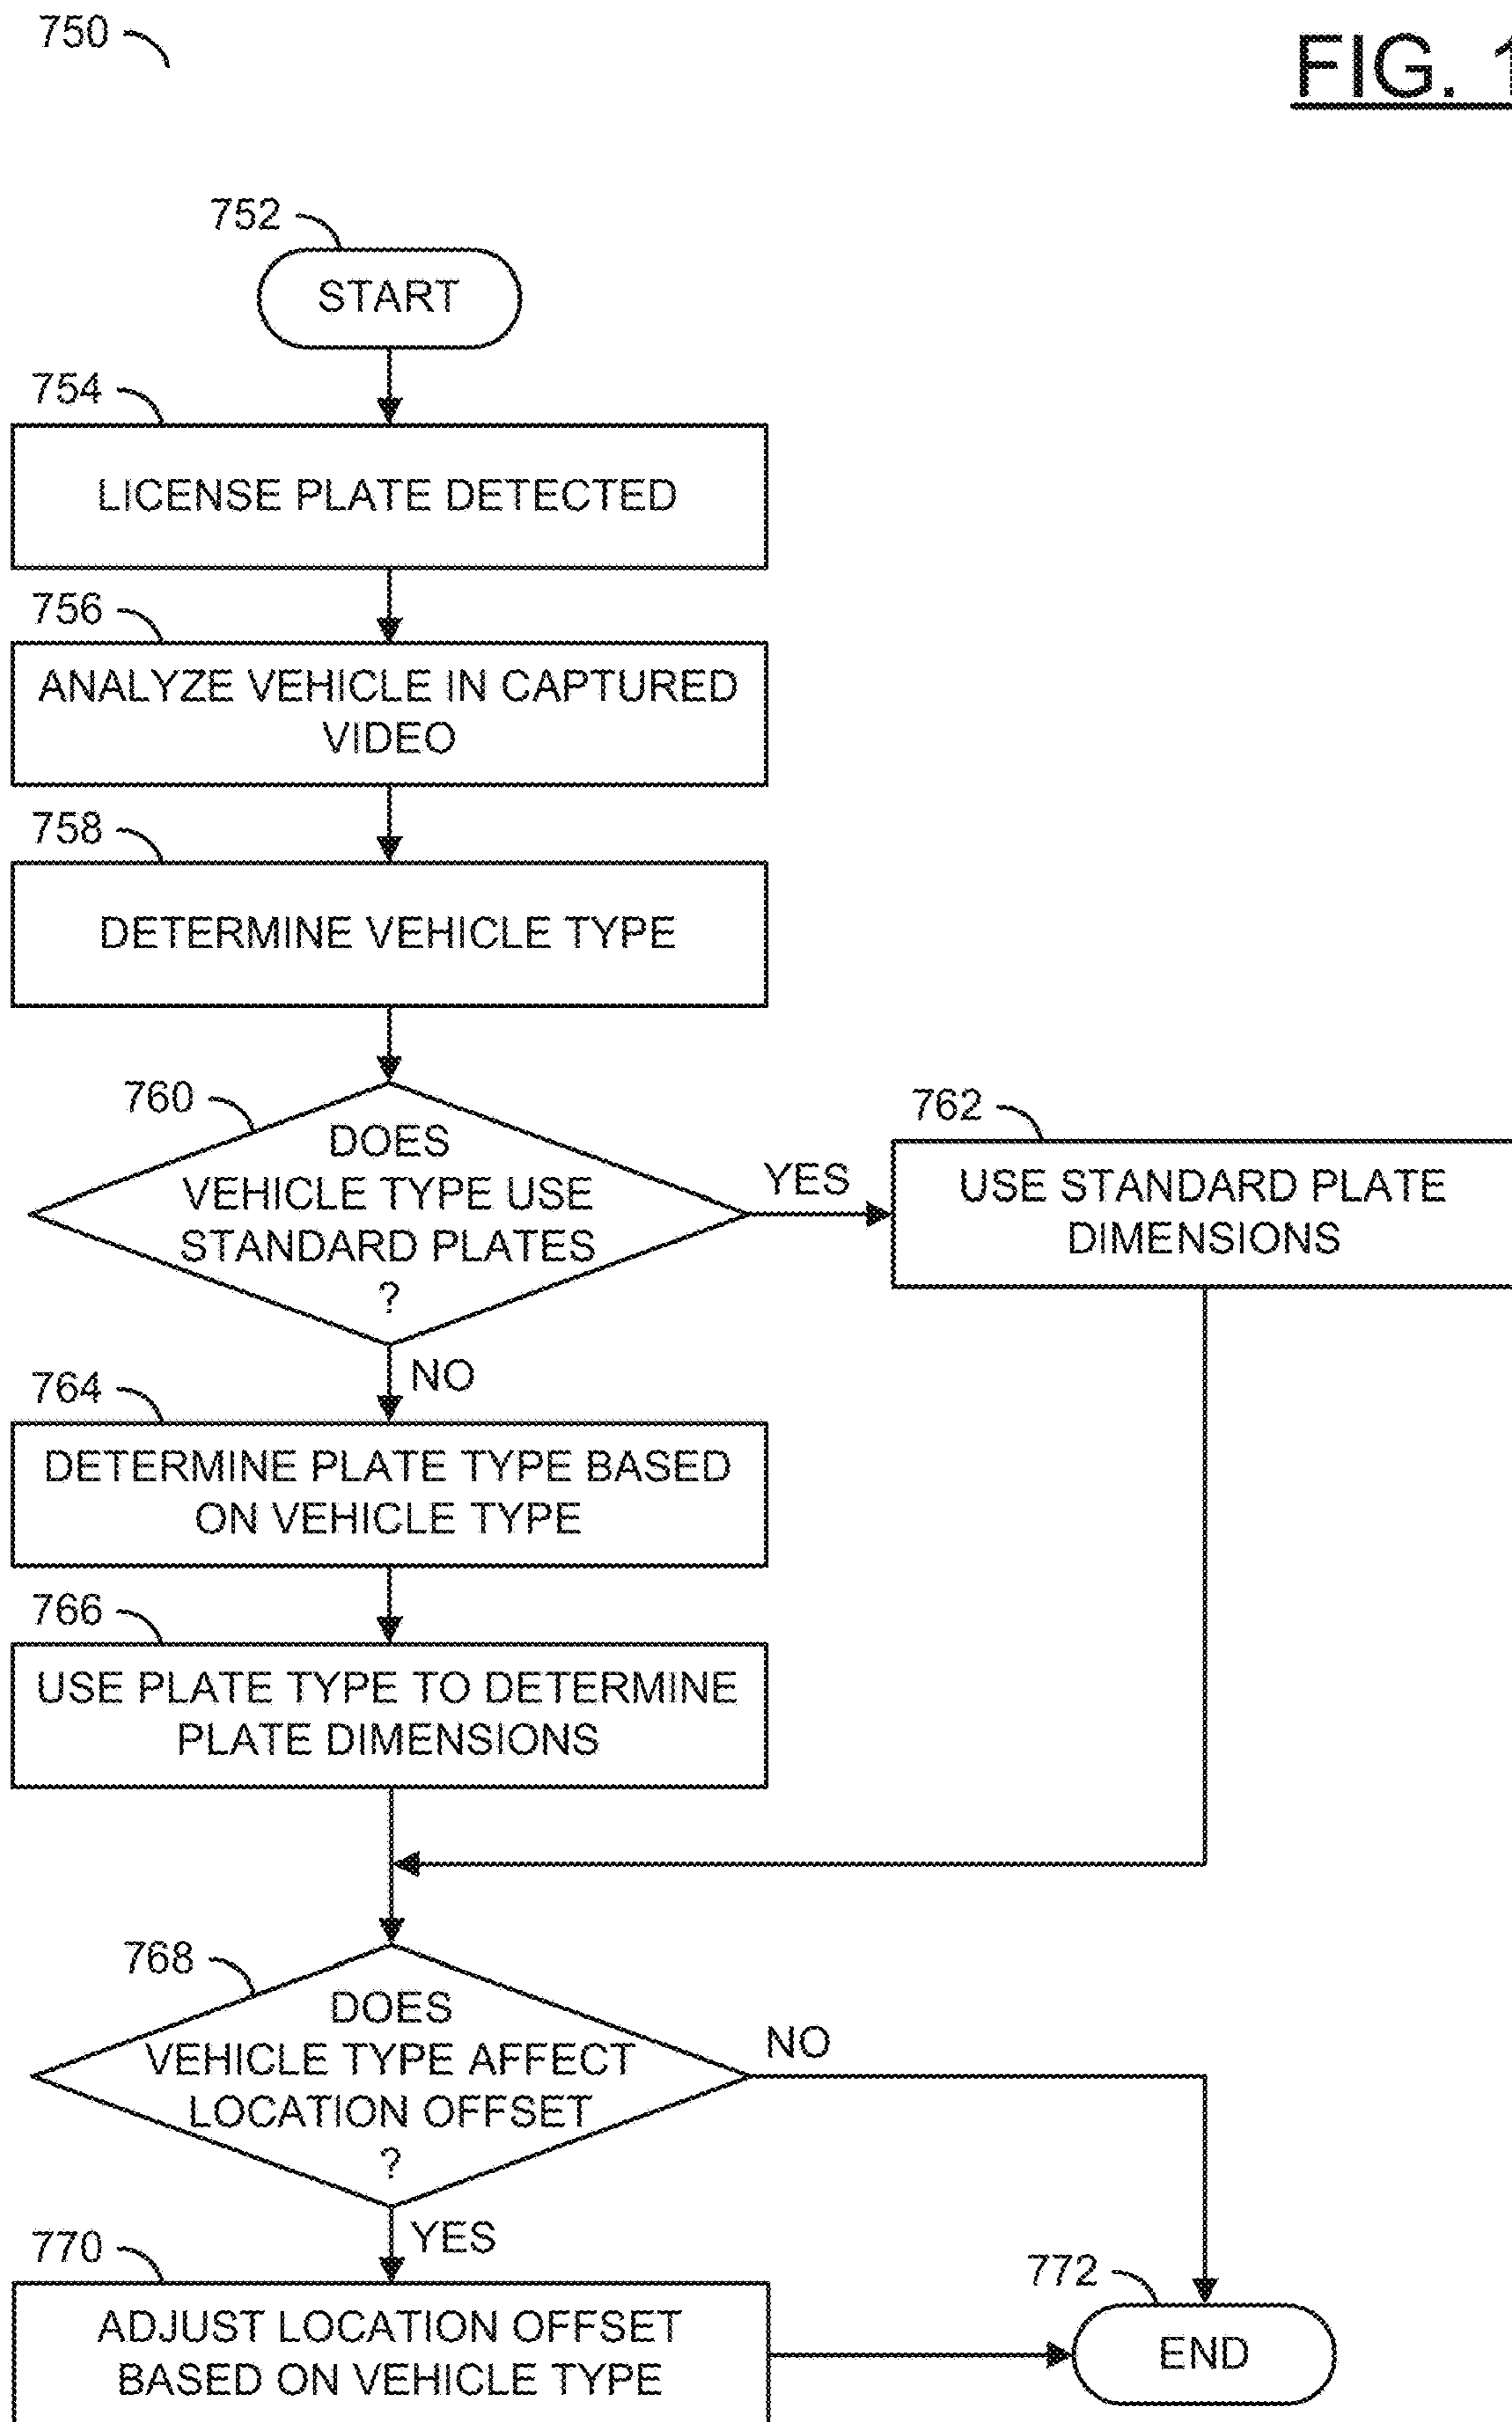 750
FIG. 1
752
START
754
LICENSE PLATE DETECTED
756
ANALYZE VEHICLE IN CAPTURED
VIDEO
758
DETERMINE VEHICLE TYPE
760
DOES
VEHICLE TYPE USE
STANDARD PLATES
?
YES
762
USE STANDARD PLATE
DIMENSIONS
NO
764
DETERMINE PLATE TYPE BASED
ON VEHICLE TYPE
766
USE PLATE TYPE TO DETERMINE
PLATE DIMENSIONS
768
DOES
VEHICLE TYPE AFFECT
LOCATION OFFSET
?
NO
YES
770
ADJUST LOCATION OFFSET
BASED ON VEHICLE TYPE
772
END